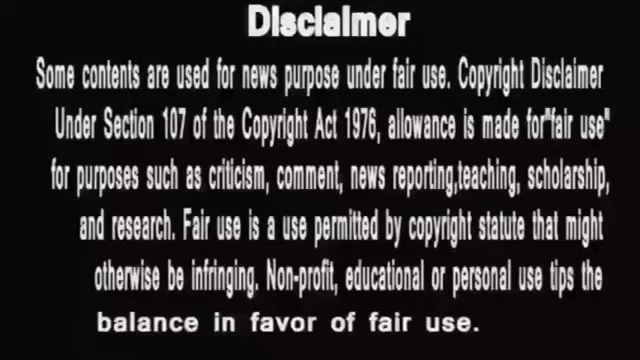 Disclaimer
Some contents are used for news purpose under fair use. Copyright Disclaimer
Under Section 107 of the Copyright Act 1976, allowance is made for"fair use"
for purposes such as criticism, comment, news reporting,teaching, scholarship,
and research. Fair use is a use permitted by copyright statute that might
otherwise be infringing. Non-profit, educational or personal use tips the
balance in favor of fair use.